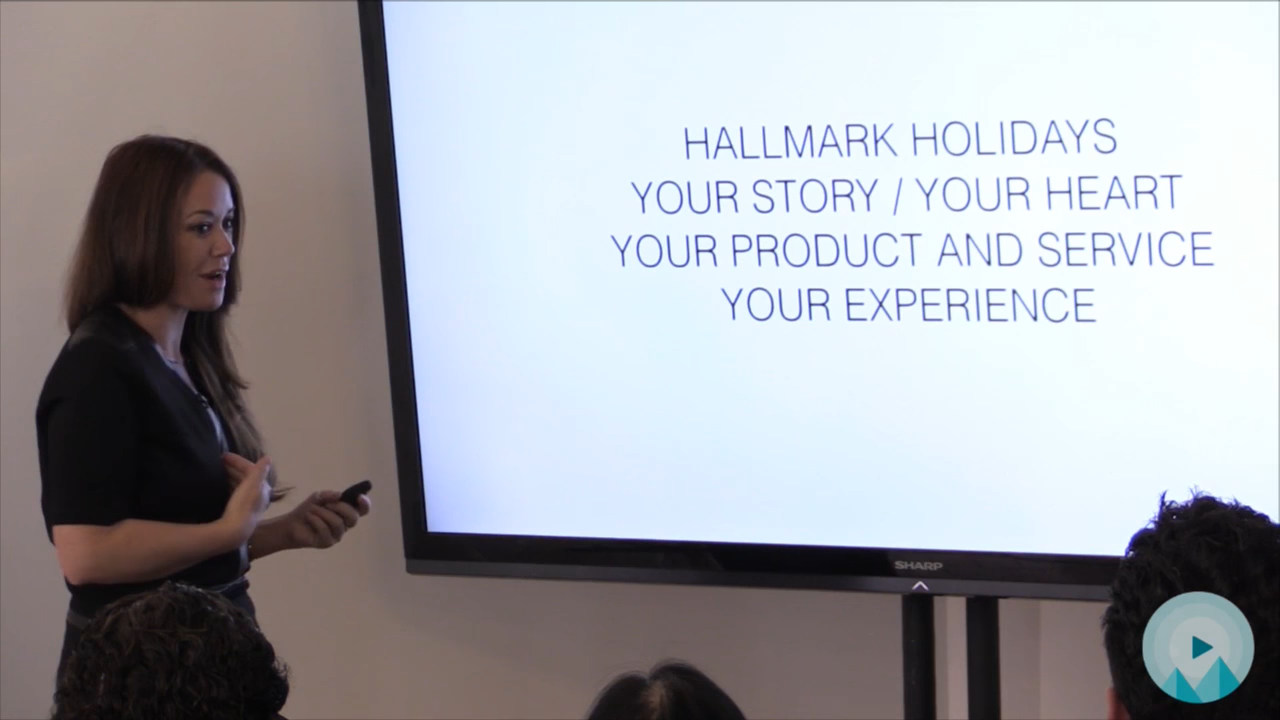 HALLMARK HOLIDAYS
YOUR STORY / YOUR HEART
YOUR PRODUCT AND SERVICE
YOUR EXPERIENCE
SHARP